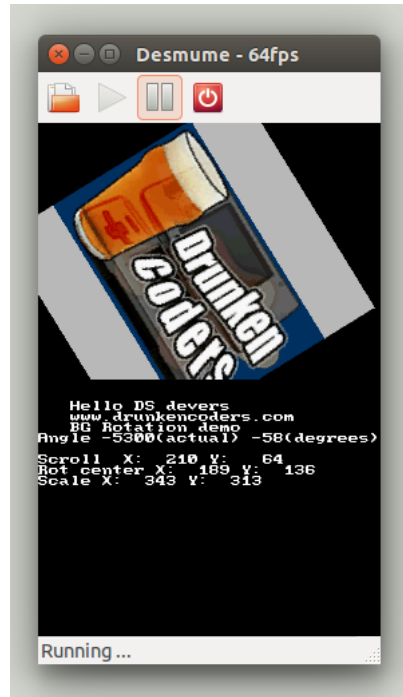 Desmume - 64fps
Drunken
Coders
Hello DS devers
www.drunkencoders.com
BG Rotation demo
Angle -5300(actual) -58(degrees)
Scroll X: 210 Y: 64
Rot center X: 189 Y: 136
Scale X: 343 Y: 313
Running ...